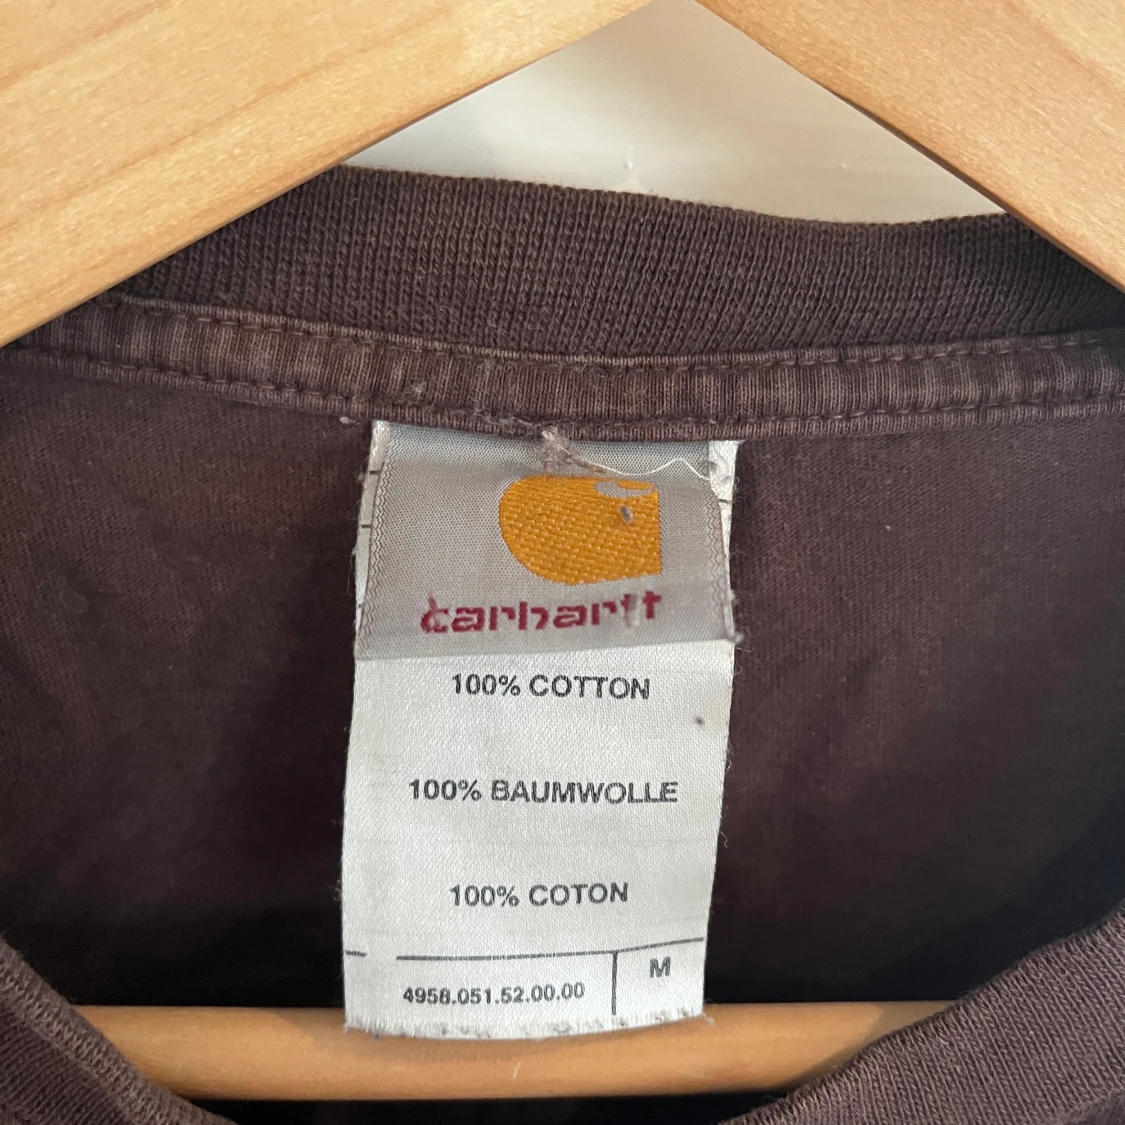 carhartt
100% COTTON
100% BAUMWOLLE
100% COTON
4958.051.52.00.00
M